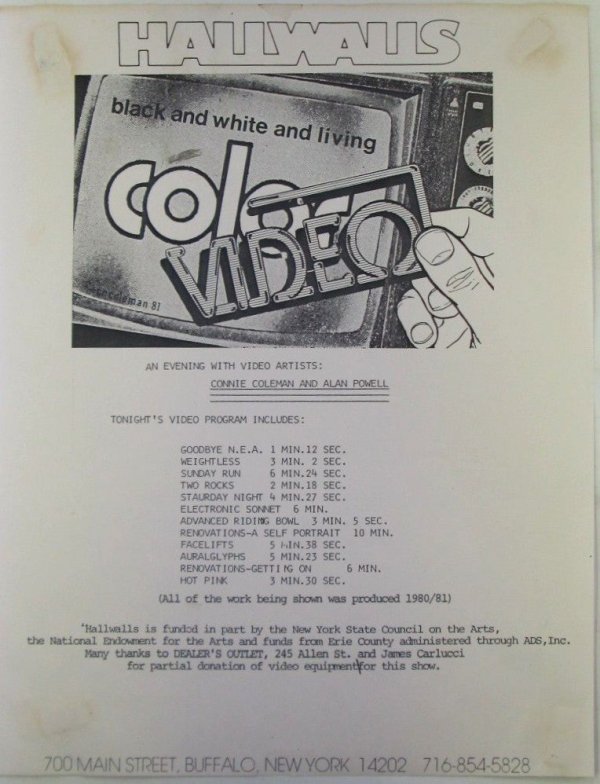 HALLWALLS
black and white and living
color
VIDEO
coleman 81
AN EVENING WITH VIDEO ARTISTS:
CONNIE COLEMAN AND ALAN POWELL
TONIGHT'S VIDEO PROGRAM INCLUDES:
GOODBYE N.E.A. 1 MIN.12 SEC.
WEIGHTLESS 3 MIN. 2 SEC.
SUNDAY RUN 6 MIN.24 SEC.
TWO ROCKS 2 MIN.18 SEC.
STAURDAY NIGHT 4 MIN.27 SEC.
ELECTRONIC SONNET 6 MIN.
ADVANCED RIDING BOWL 3 MIN. 5 SEC.
RENOVATIONS-A SELF PORTRAIT 10 MIN.
FACELIFTS 5 MIN.38 SEC.
AURALGLYPHS 5 MIN.23 SEC.
RENOVATIONS-GETTING ON 6 MIN.
HOT PINK 3 MIN.30 SEC.
(All of the work being shown was produced 1980/81)
'Hallwalls is funded in part by the New York State Council on the Arts,
the National Endowment for the Arts and funds from Erie County administered through ADS,Inc.
Many thanks to DEALER'S OUTLET, 245 Allen St. and James Carlucci
for partial donation of video equipment for this show.
700 MAIN STREET, BUFFALO, NEW YORK 14202 716-854-5828